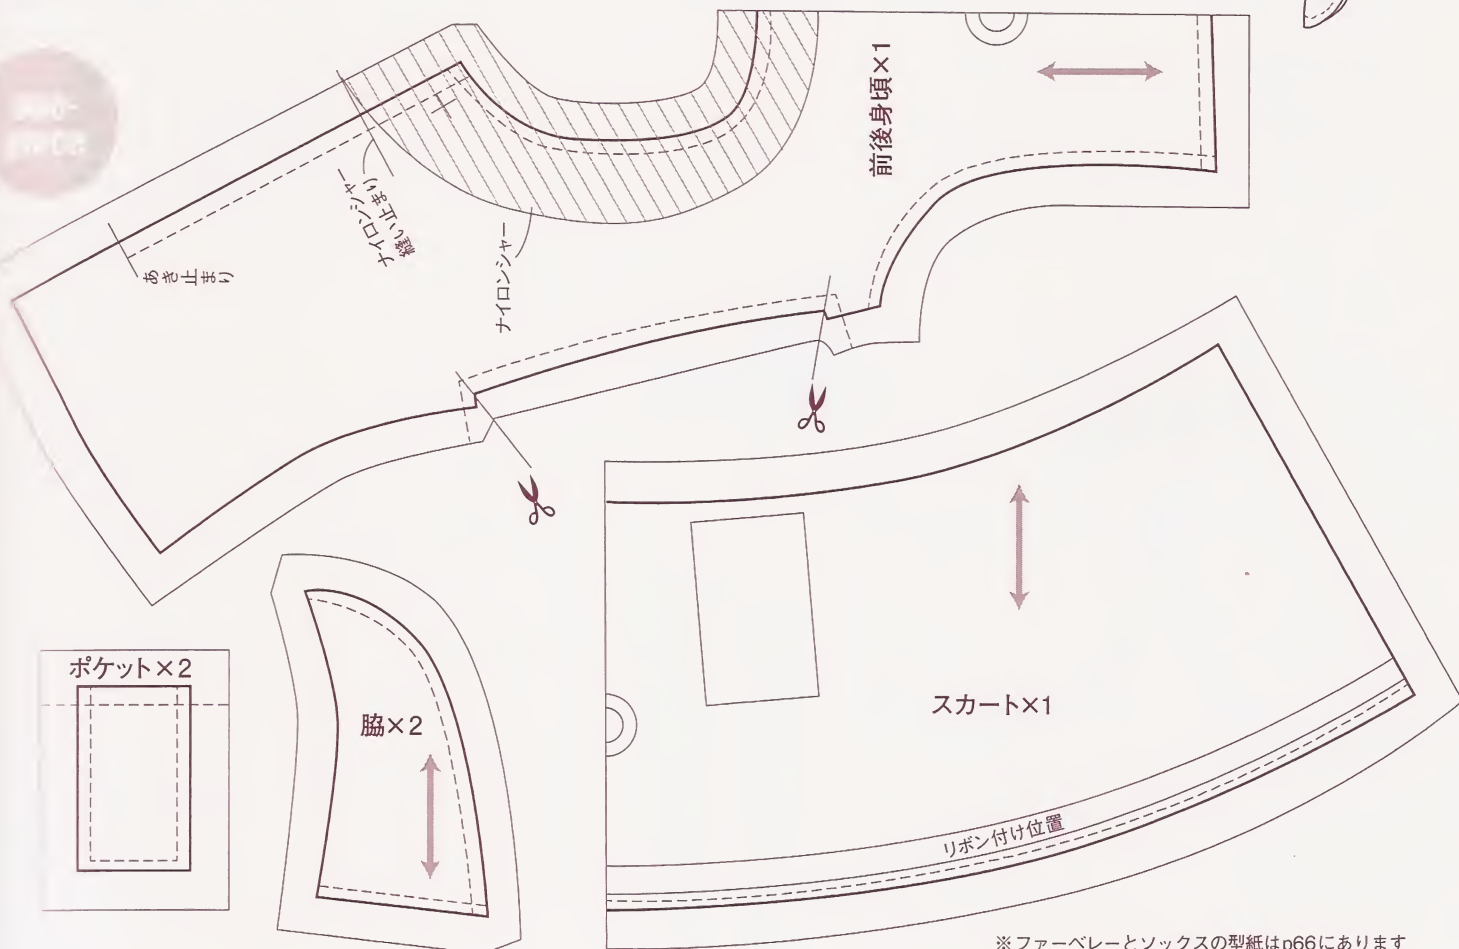 前後身頃×1
ナイロンシャー
縫い止まり
あき止まり
ナイロンシャー
ポケット×2
脇×2
スカート×1
リボン付け位置
※ファーベレーとソックスの型紙はp66にあります